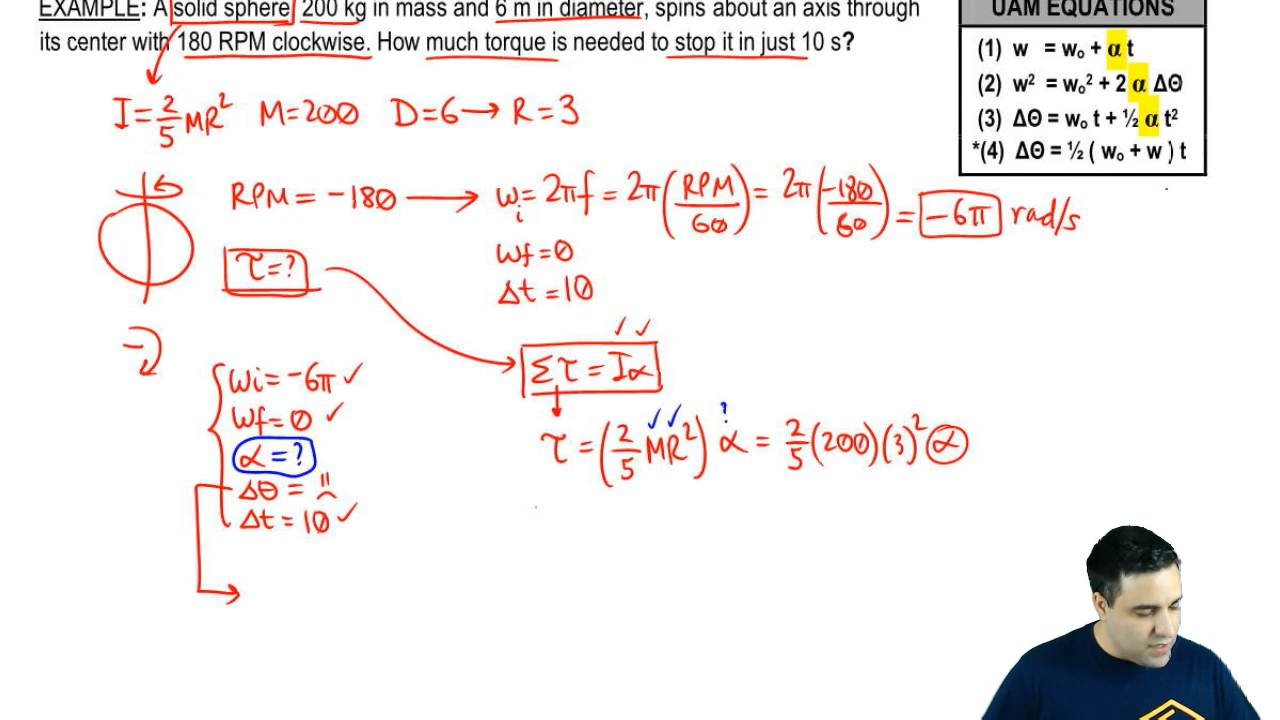 EXAMPLE: A solid sphere, 200 kg in mass and 6 m in diameter, spins about an axis through
its center with 180 RPM clockwise. How much torque is needed to stop it in just 10 s?
UAM EQUATIONS
(1) w = w₀ + α t
(2) w² = w₀² + 2 α ΔΘ
(3) ΔΘ = w₀ t + ½ α t²
*(4) ΔΘ = ½ ( w₀ + w ) t
I = 2/5 MR² M = 200 D = 6 → R = 3
RPM = -180 → wi = 2πf = 2π(RPM/60) = 2π(-180/60) = -6π rad/s
wf = 0
τ = ?
Δt = 10
Στ = Iα
wi = -6π ✓
wf = 0 ✓
τ = (2/5 MR²) α = 2/5 (200)(3)² α
?
α = ?
Δθ =
Δt = 10 ✓